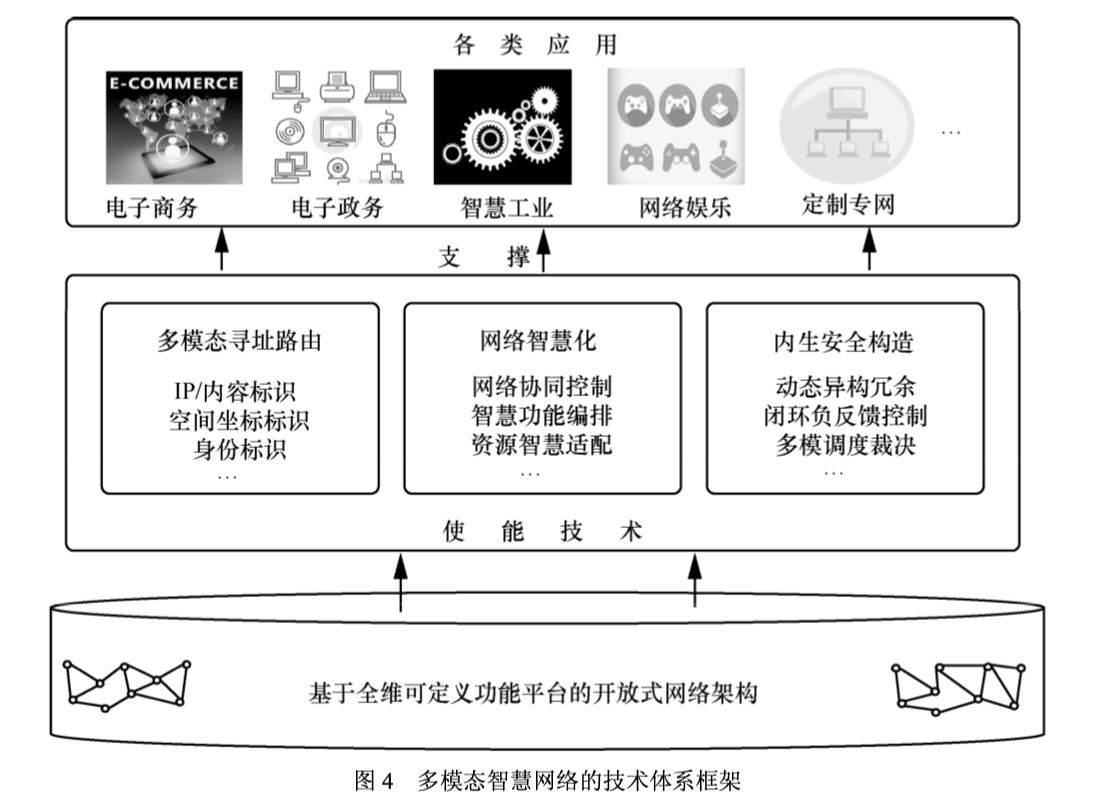 各类应用
E-COMMERCE
电子商务
电子政务
智慧工业
网络娱乐
定制专网
…
支撑
多模态寻址路由
IP/内容标识
空间坐标标识
身份标识
…
网络智慧化
网络协同控制
智慧功能编排
资源智慧适配
…
内生安全构造
动态异构冗余
闭环负反馈控制
多模调度裁决
…
使能技术
基于全维可定义功能平台的开放式网络架构
图 4 多模态智慧网络的技术体系框架